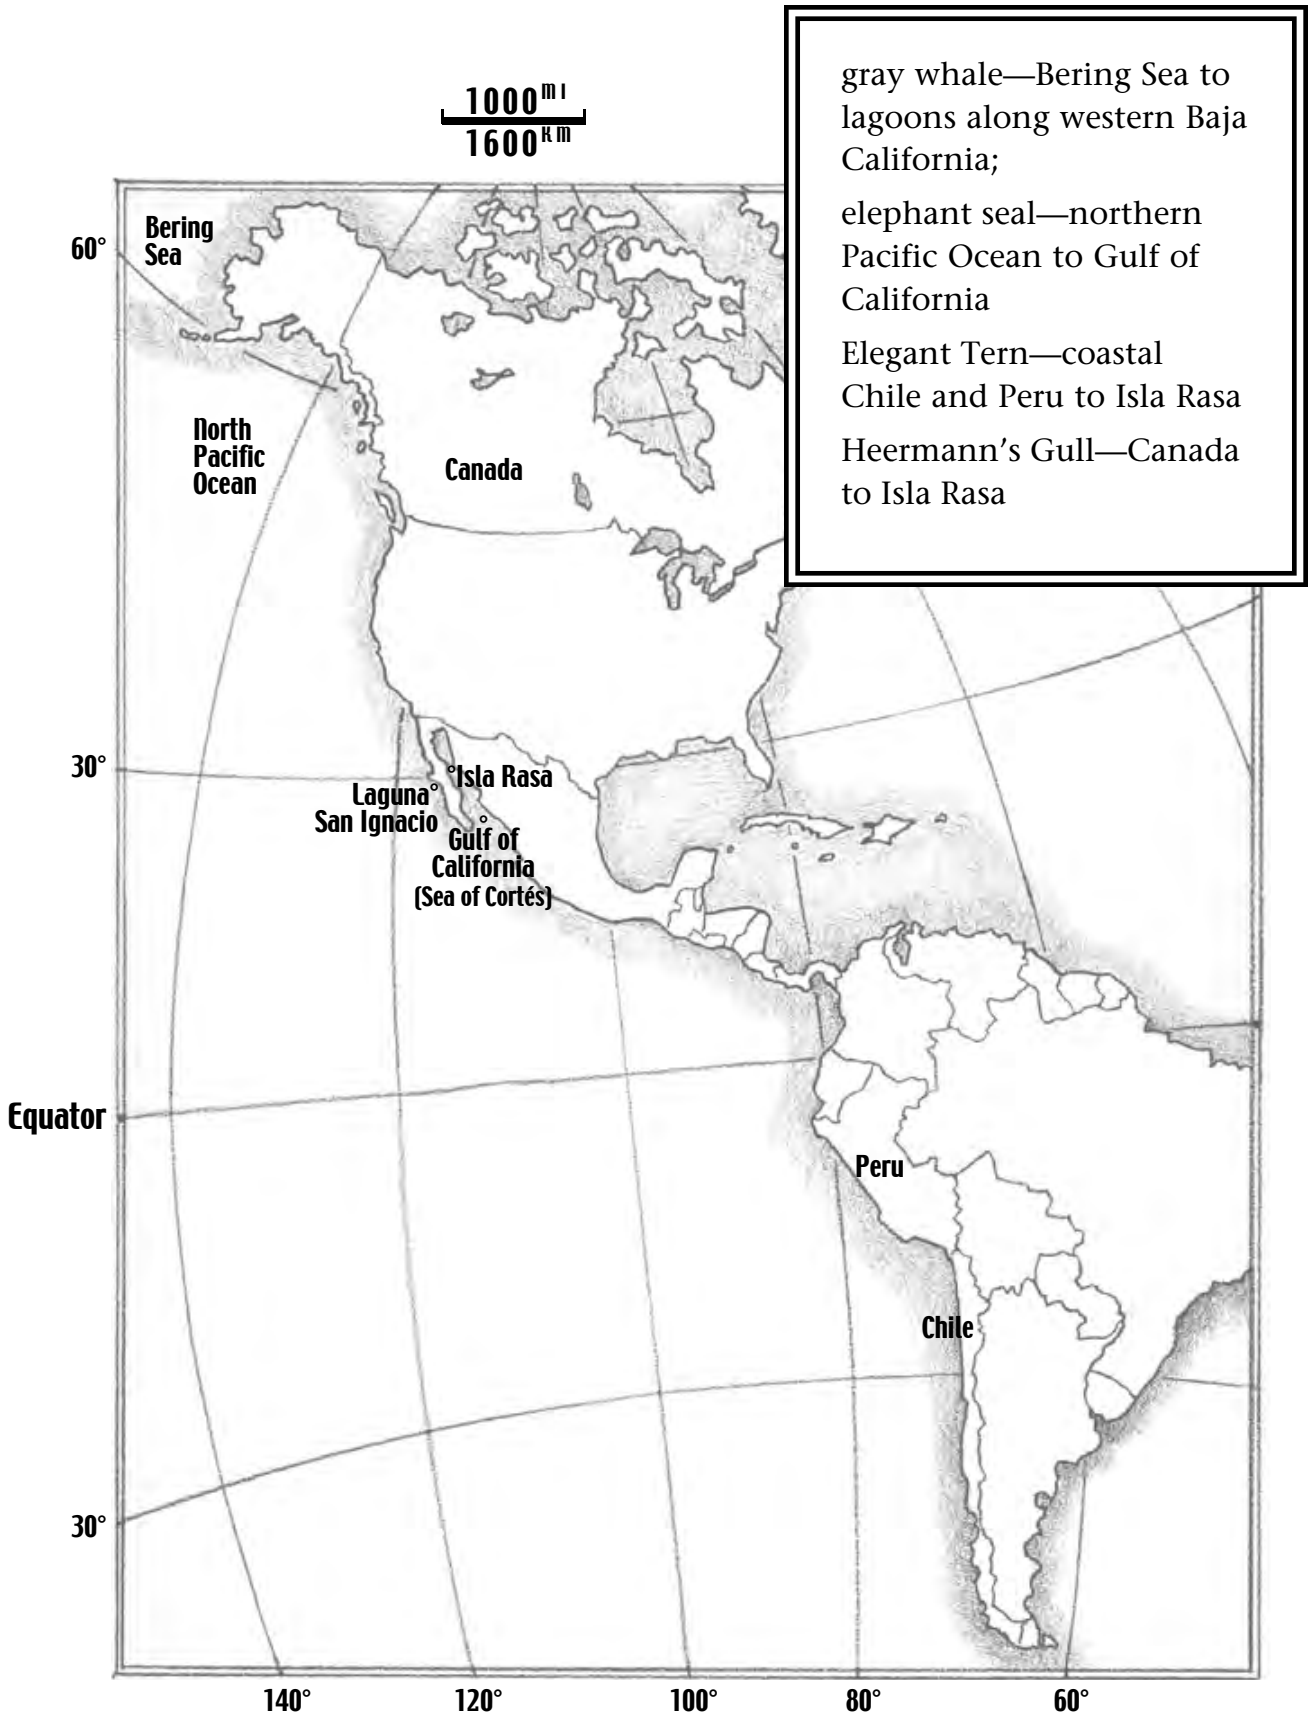 1000 MI
1600 KM
gray whale—Bering Sea to
lagoons along western Baja
California;
elephant seal—northern
Pacific Ocean to Gulf of
California
Elegant Tern—coastal
Chile and Peru to Isla Rasa
Heermann's Gull—Canada
to Isla Rasa
60°
Bering
Sea
North
Pacific
Ocean
Canada
30°
Isla Rasa
Laguna
San Ignacio
Gulf of
California
(Sea of Cortés)
Equator
Peru
Chile
30°
140°
120°
100°
80°
60°